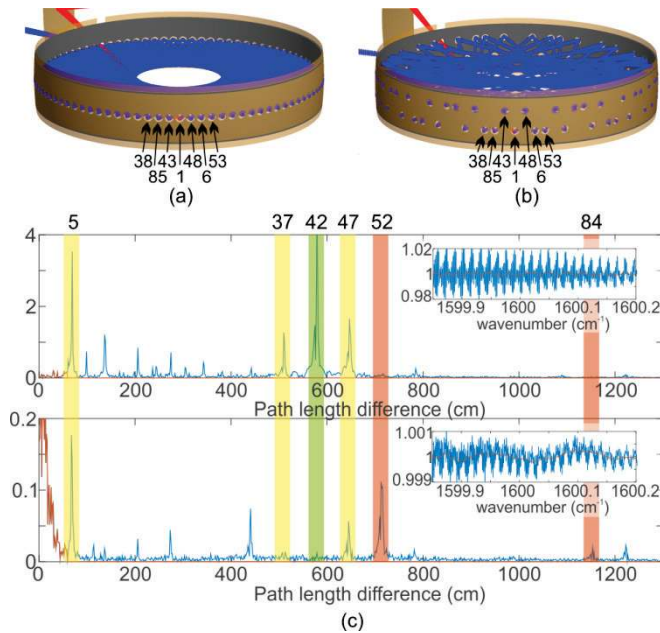 38 43 48 53
85 1 6
(a)
38 43 48 53
85 1 6
(b)
5 37 42 47 52 84
4
2
0
0 200 400 600 800 1000 1200
Path length difference (cm)
1.02
1
0.98
1599.9 1600 1600.1 1600.2
wavenumber (cm-1)
0.2
0.1
0
0 200 400 600 800 1000 1200
Path length difference (cm)
1.001
1
0.999
1599.9 1600 1600.1 1600.2
wavenumber (cm-1)
(c)